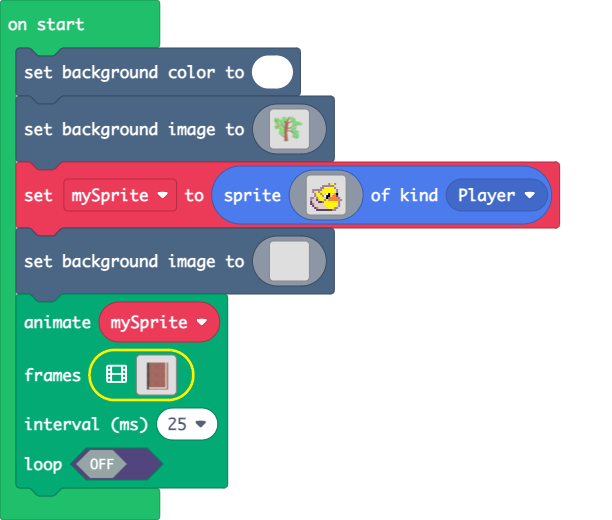 on start
set background color to
set background image to
set mySprite to sprite of kind Player
set background image to
animate mySprite
frames
interval (ms) 25
loop OFF